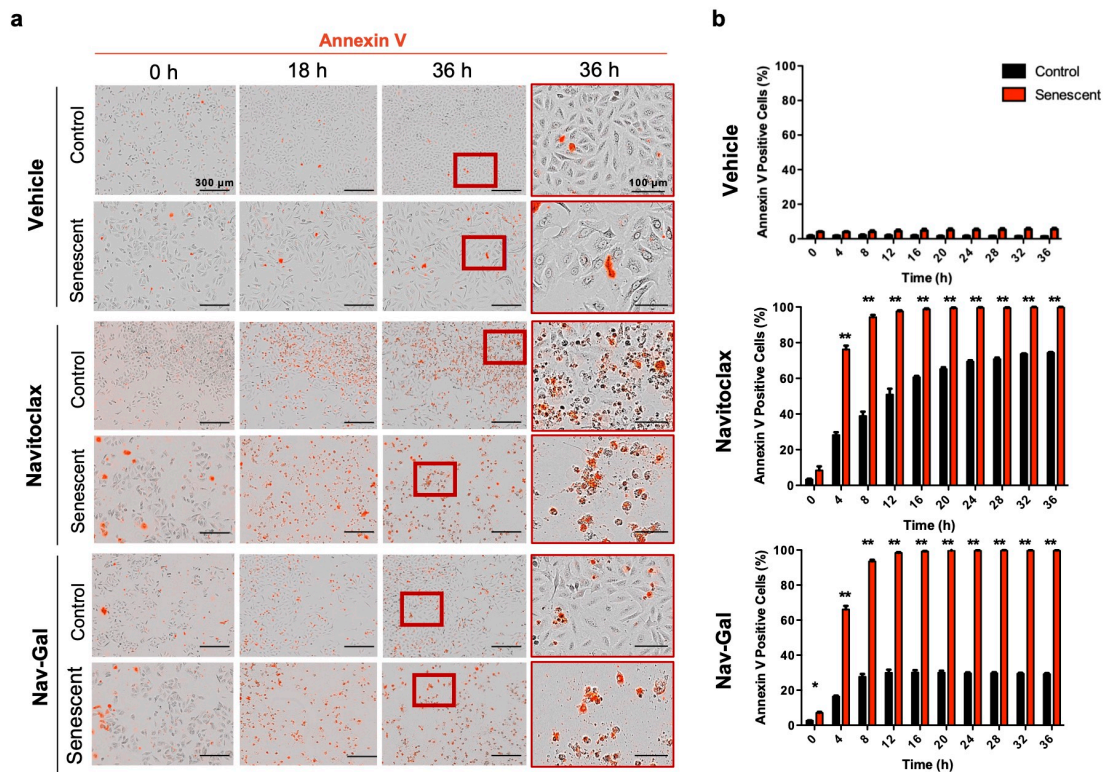 a
Annexin V
0 h 18 h 36 h 36 h
Vehicle
Control
300 µm
100 µm
Senescent
Navitoclax
Control
Senescent
Nav-Gal
Control
Senescent
b
Control
Senescent
Vehicle
Annexin V Positive Cells (%)
100
80
60
40
20
0
0 4 8 12 16 20 24 28 32 36
Time (h)
Navitoclax
Annexin V Positive Cells (%)
** ** ** ** ** ** ** **
**
100
80
60
40
20
0
0 4 8 12 16 20 24 28 32 36
Time (h)
Nav-Gal
Annexin V Positive Cells (%)
** ** ** ** ** ** ** **
**
*
100
80
60
40
20
0
0 4 8 12 16 20 24 28 32 36
Time (h)